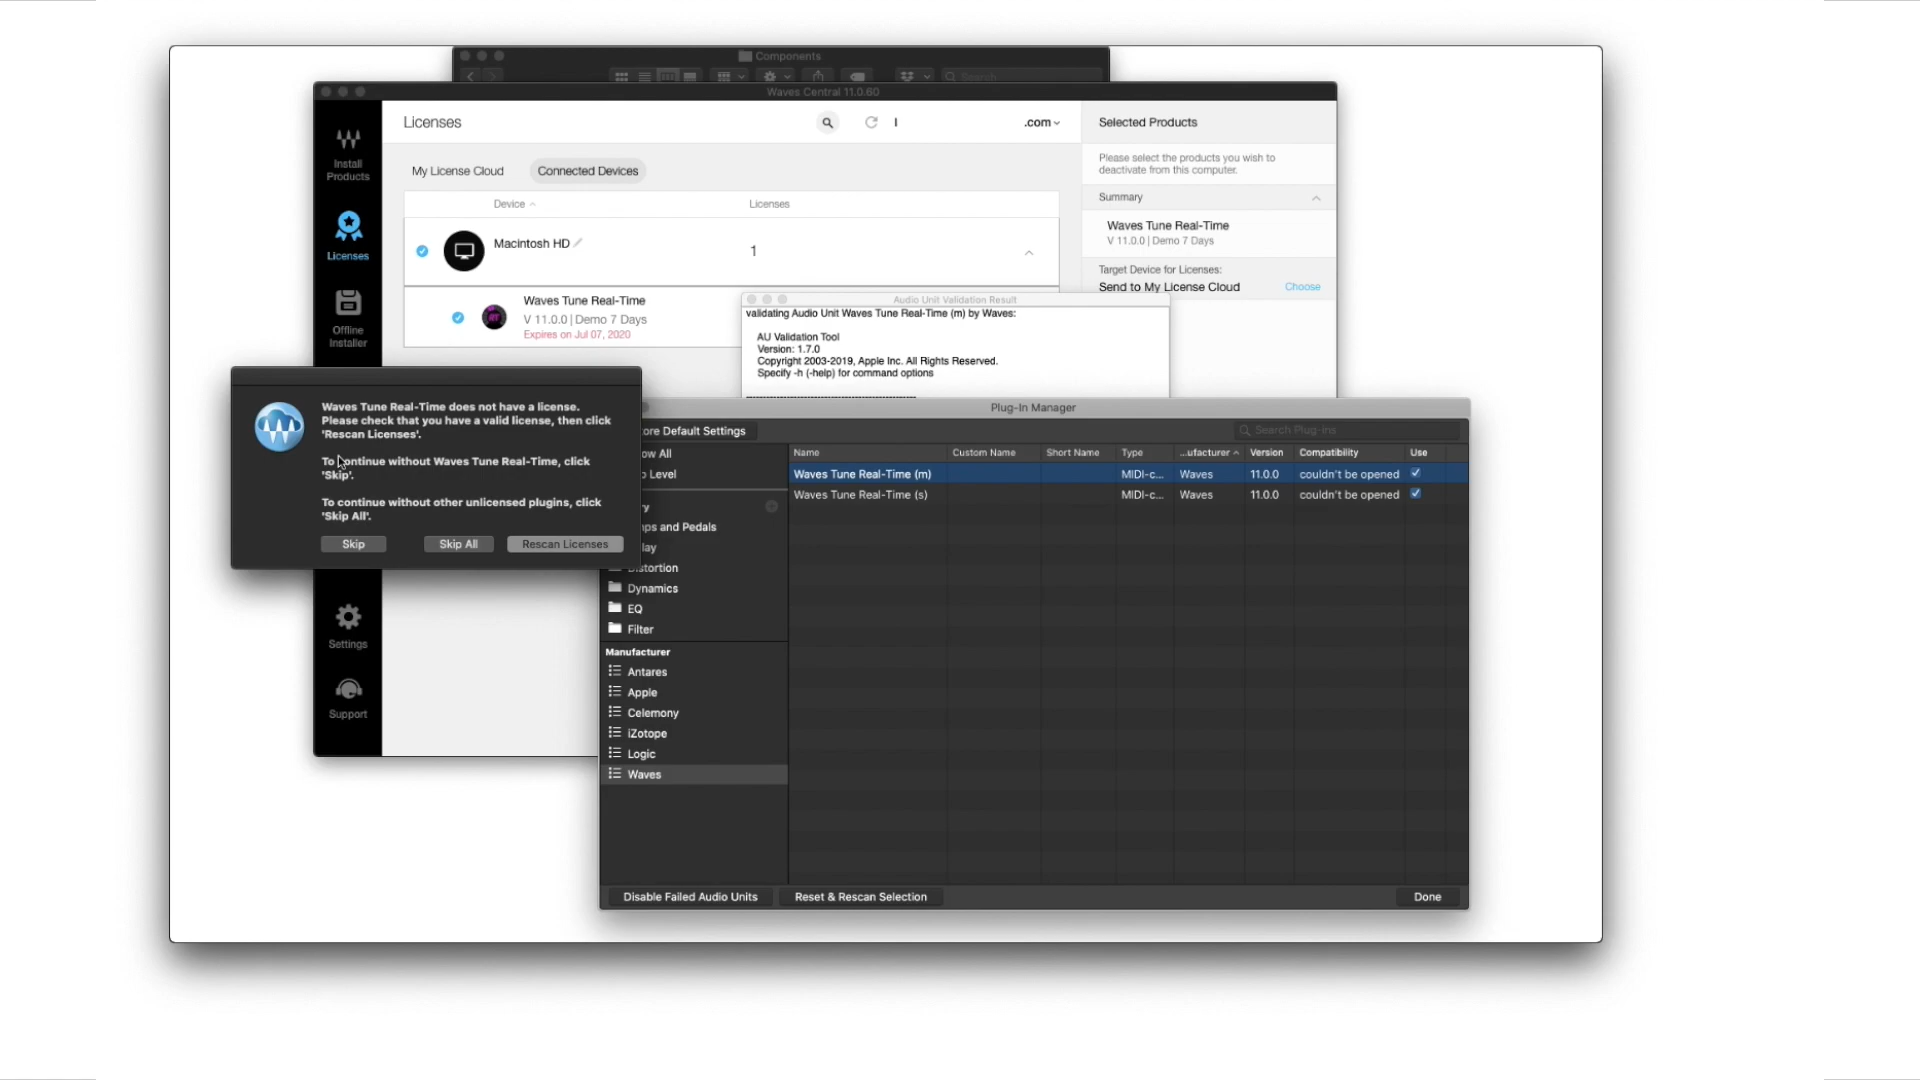 Components
Search
Waves Central 11.0.60
Install
Products
Licenses
Offline
Installer
Settings
Support
Licenses
I
.com
My License Cloud
Connected Devices
Device
Licenses
Macintosh HD
1
Waves Tune Real-Time
V 11.0.0 | Demo 7 Days
Expires on Jul 07, 2020
Selected Products
Please select the products you wish to
deactivate from this computer.
Summary
Waves Tune Real-Time
V 11.0.0 | Demo 7 Days
Target Device for Licenses:
Send to My License Cloud
Choose
Audio Unit Validation Result
validating Audio Unit Waves Tune Real-Time (m) by Waves:
AU Validation Tool
Version: 1.7.0
Copyright 2003-2019, Apple Inc. All Rights Reserved.
Specify -h (-help) for command options
Waves Tune Real-Time does not have a license.
Please check that you have a valid license, then click
'Rescan Licenses'.
To continue without Waves Tune Real-Time, click
'Skip'.
To continue without other unlicensed plugins, click
'Skip All'.
Skip
Skip All
Rescan Licenses
Plug-In Manager
ore Default Settings
Search Plug-ins
ow All
Level
ry
ps and Pedals
lay
Distortion
Dynamics
EQ
Filter
Manufacturer
Antares
Apple
Celemony
iZotope
Logic
Waves
Name Custom Name Short Name Type ...ufacturer Version Compatibility Use
Waves Tune Real-Time (m) MIDI-c... Waves 11.0.0 couldn't be opened
Waves Tune Real-Time (s) MIDI-c... Waves 11.0.0 couldn't be opened
Disable Failed Audio Units
Reset & Rescan Selection
Done